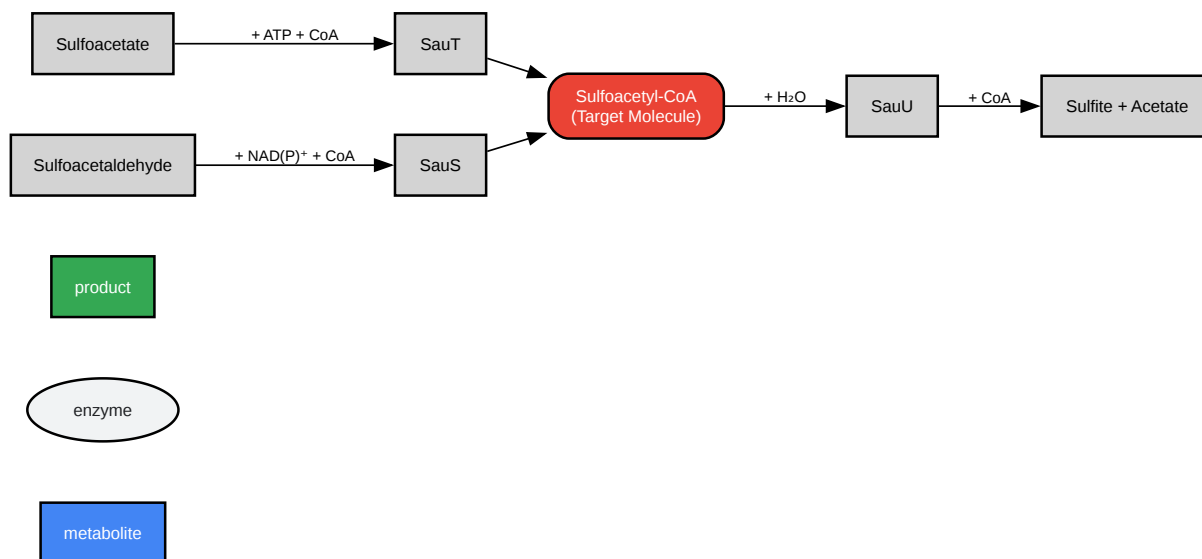 Sulfoacetate
+ ATP + CoA
SauT
Sulfoacetyl-CoA
(Target Molecule)
+ H₂O
SauU
+ CoA
Sulfite + Acetate
Sulfoacetaldehyde
+ NAD(P)⁺ + CoA
SauS
product
enzyme
metabolite